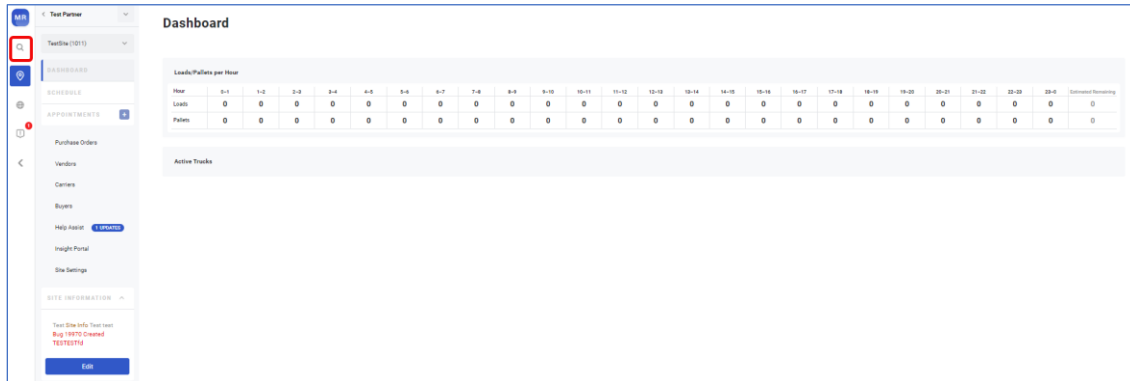 MR
Test Partner
TestSite (1011)
DASHBOARD
SCHEDULE
APPOINTMENTS +
Purchase Orders
Vendors
Carriers
Buyers
Help Assist 1 UPDATES
Insight Portal
Site Settings
SITE INFORMATION
Test Site Info Test test
Bug 19970 Created
TESTESTfd
Edit
Dashboard
Loads/Pallets per Hour
Hour 0-1 1-2 2-3 3-4 4-5 5-6 6-7 7-8 8-9 9-10 10-11 11-12 12-13 13-14 14-15 15-16 16-17 17-18 18-19 19-20 20-21 21-22 22-23 23-0 Estimated Remaining
Loads 0 0 0 0 0 0 0 0 0 0 0 0 0 0 0 0 0 0 0 0 0 0 0 0 0
Pallets 0 0 0 0 0 0 0 0 0 0 0 0 0 0 0 0 0 0 0 0 0 0 0 0 0
Active Trucks